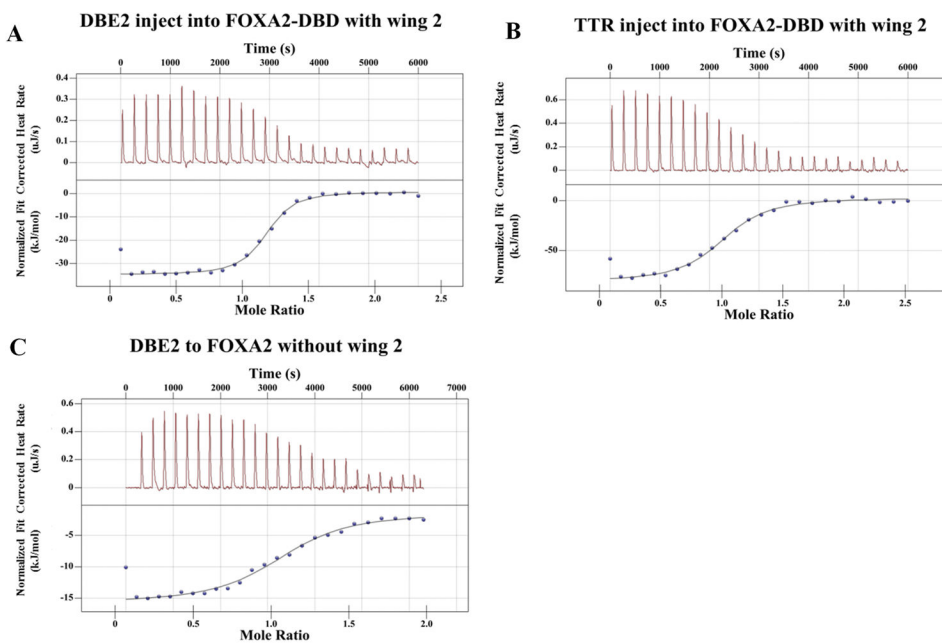 A
DBE2 inject into FOXA2-DBD with wing 2
Time (s)
0 1000 2000 3000 4000 5000 6000
Normalized Fit Corrected Heat Rate
(kJ/mol) (uJ/s)
0.4
0.3
0.2
0.1
0
0
-10
-20
-30
0 0.5 1.0 1.5 2.0 2.5
Mole Ratio
B
TTR inject into FOXA2-DBD with wing 2
Time (s)
0 1000 2000 3000 4000 5000 6000
Normalized Fit Corrected Heat Rate
(kJ/mol) (uJ/s)
0.6
0.4
0.2
0
0
-50
0 0.5 1.0 1.5 2.0 2.5
Mole Ratio
C
DBE2 to FOXA2 without wing 2
Time (s)
0 1000 2000 3000 4000 5000 6000 7000
Normalized Fit Corrected Heat Rate
(kJ/mol) (uJ/s)
0.6
0.4
0.2
0
-5
-10
-15
0 0.5 1.0 1.5 2.0
Mole Ratio